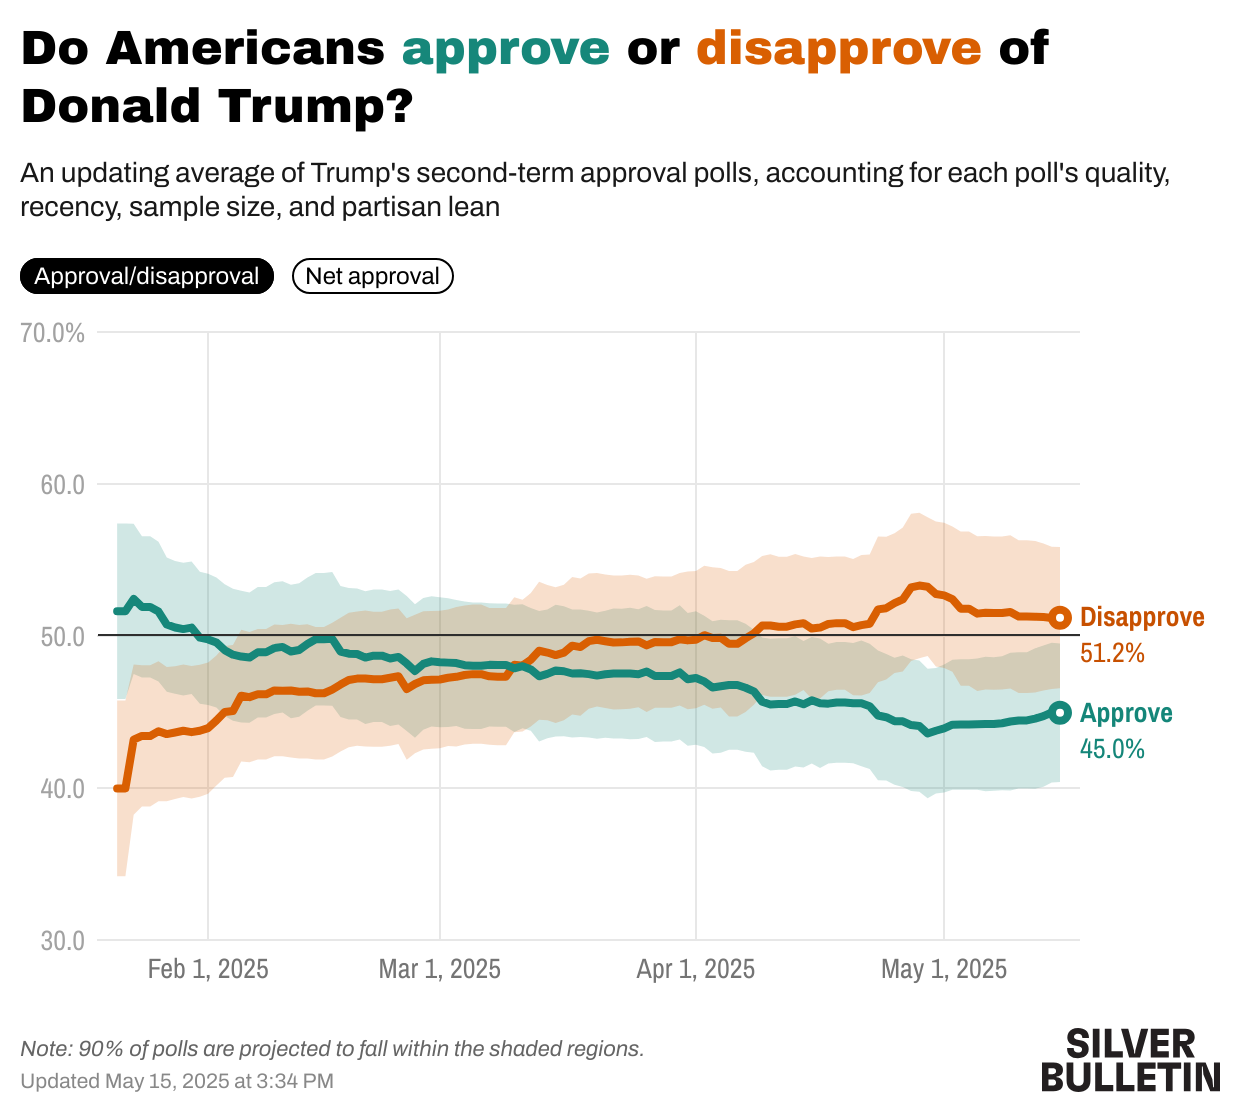 Do Americans approve or disapprove of
Donald Trump?
An updating average of Trump's second-term approval polls, accounting for each poll's quality,
recency, sample size, and partisan lean
Approval/disapproval
Net approval
70.0%
60.0
50.0
40.0
30.0
Disapprove
51.2%
Approve
45.0%
Feb 1, 2025
Mar 1, 2025
Apr 1, 2025
May 1, 2025
Note: 90% of polls are projected to fall within the shaded regions.
Updated May 15, 2025 at 3:34 PM
SILVER
BULLETIN